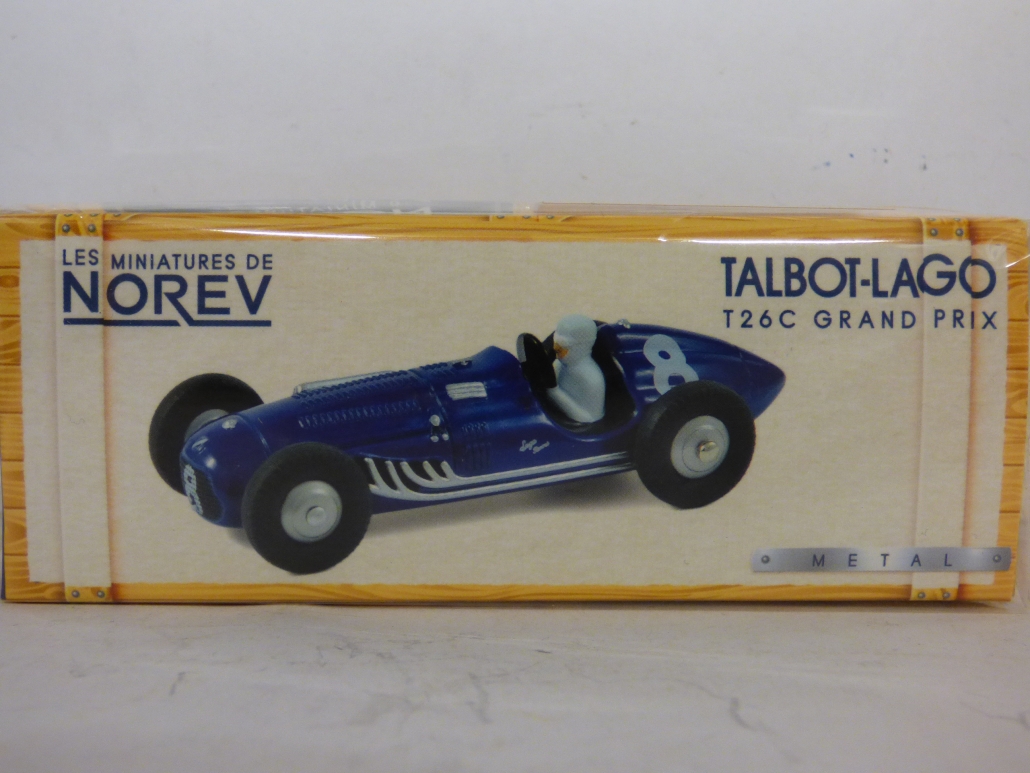 LES MINIATURES DE
NOREV
TALBOT-LAGO
T26C GRAND PRIX
8
METAL